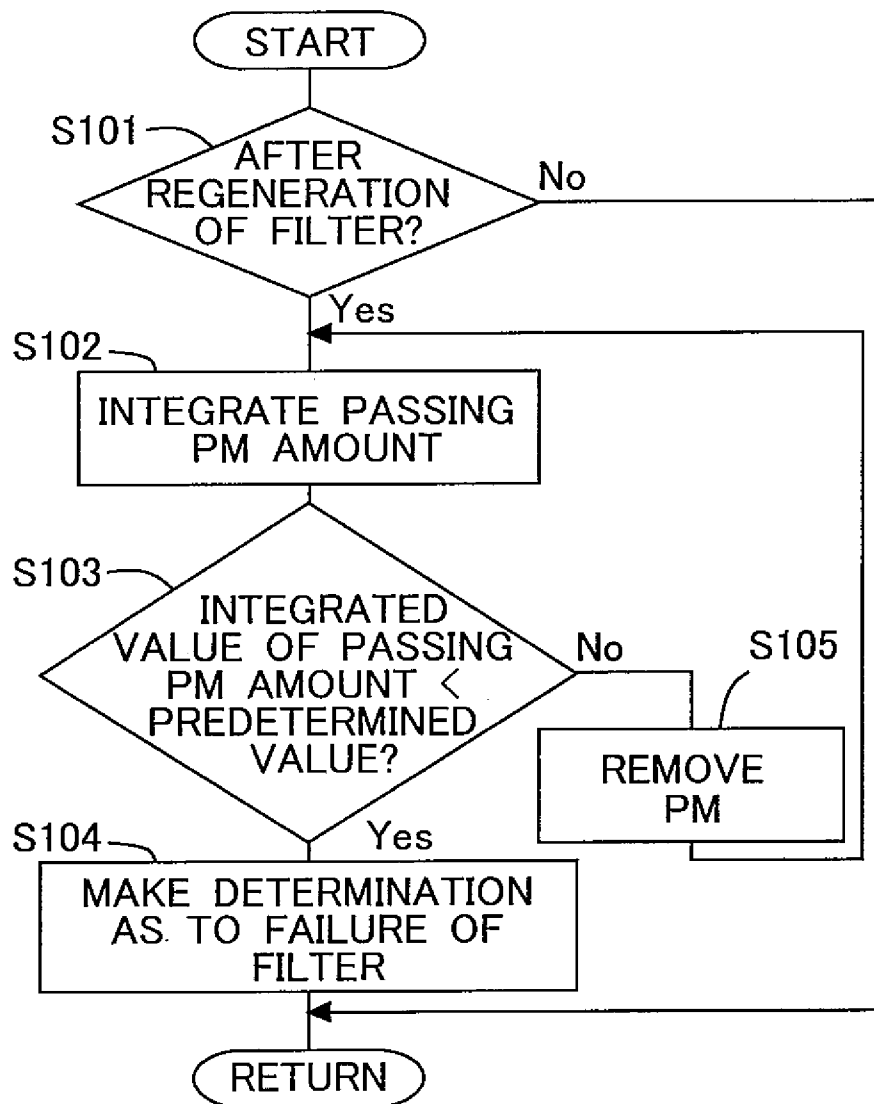 START
S101
AFTER
REGENERATION
OF FILTER?
No
Yes
S102
INTEGRATE PASSING
PM AMOUNT
S103
INTEGRATED
VALUE OF PASSING
PM AMOUNT <
PREDETERMINED
VALUE?
No
S105
REMOVE
PM
Yes
S104
MAKE DETERMINATION
AS TO FAILURE OF
FILTER
RETURN